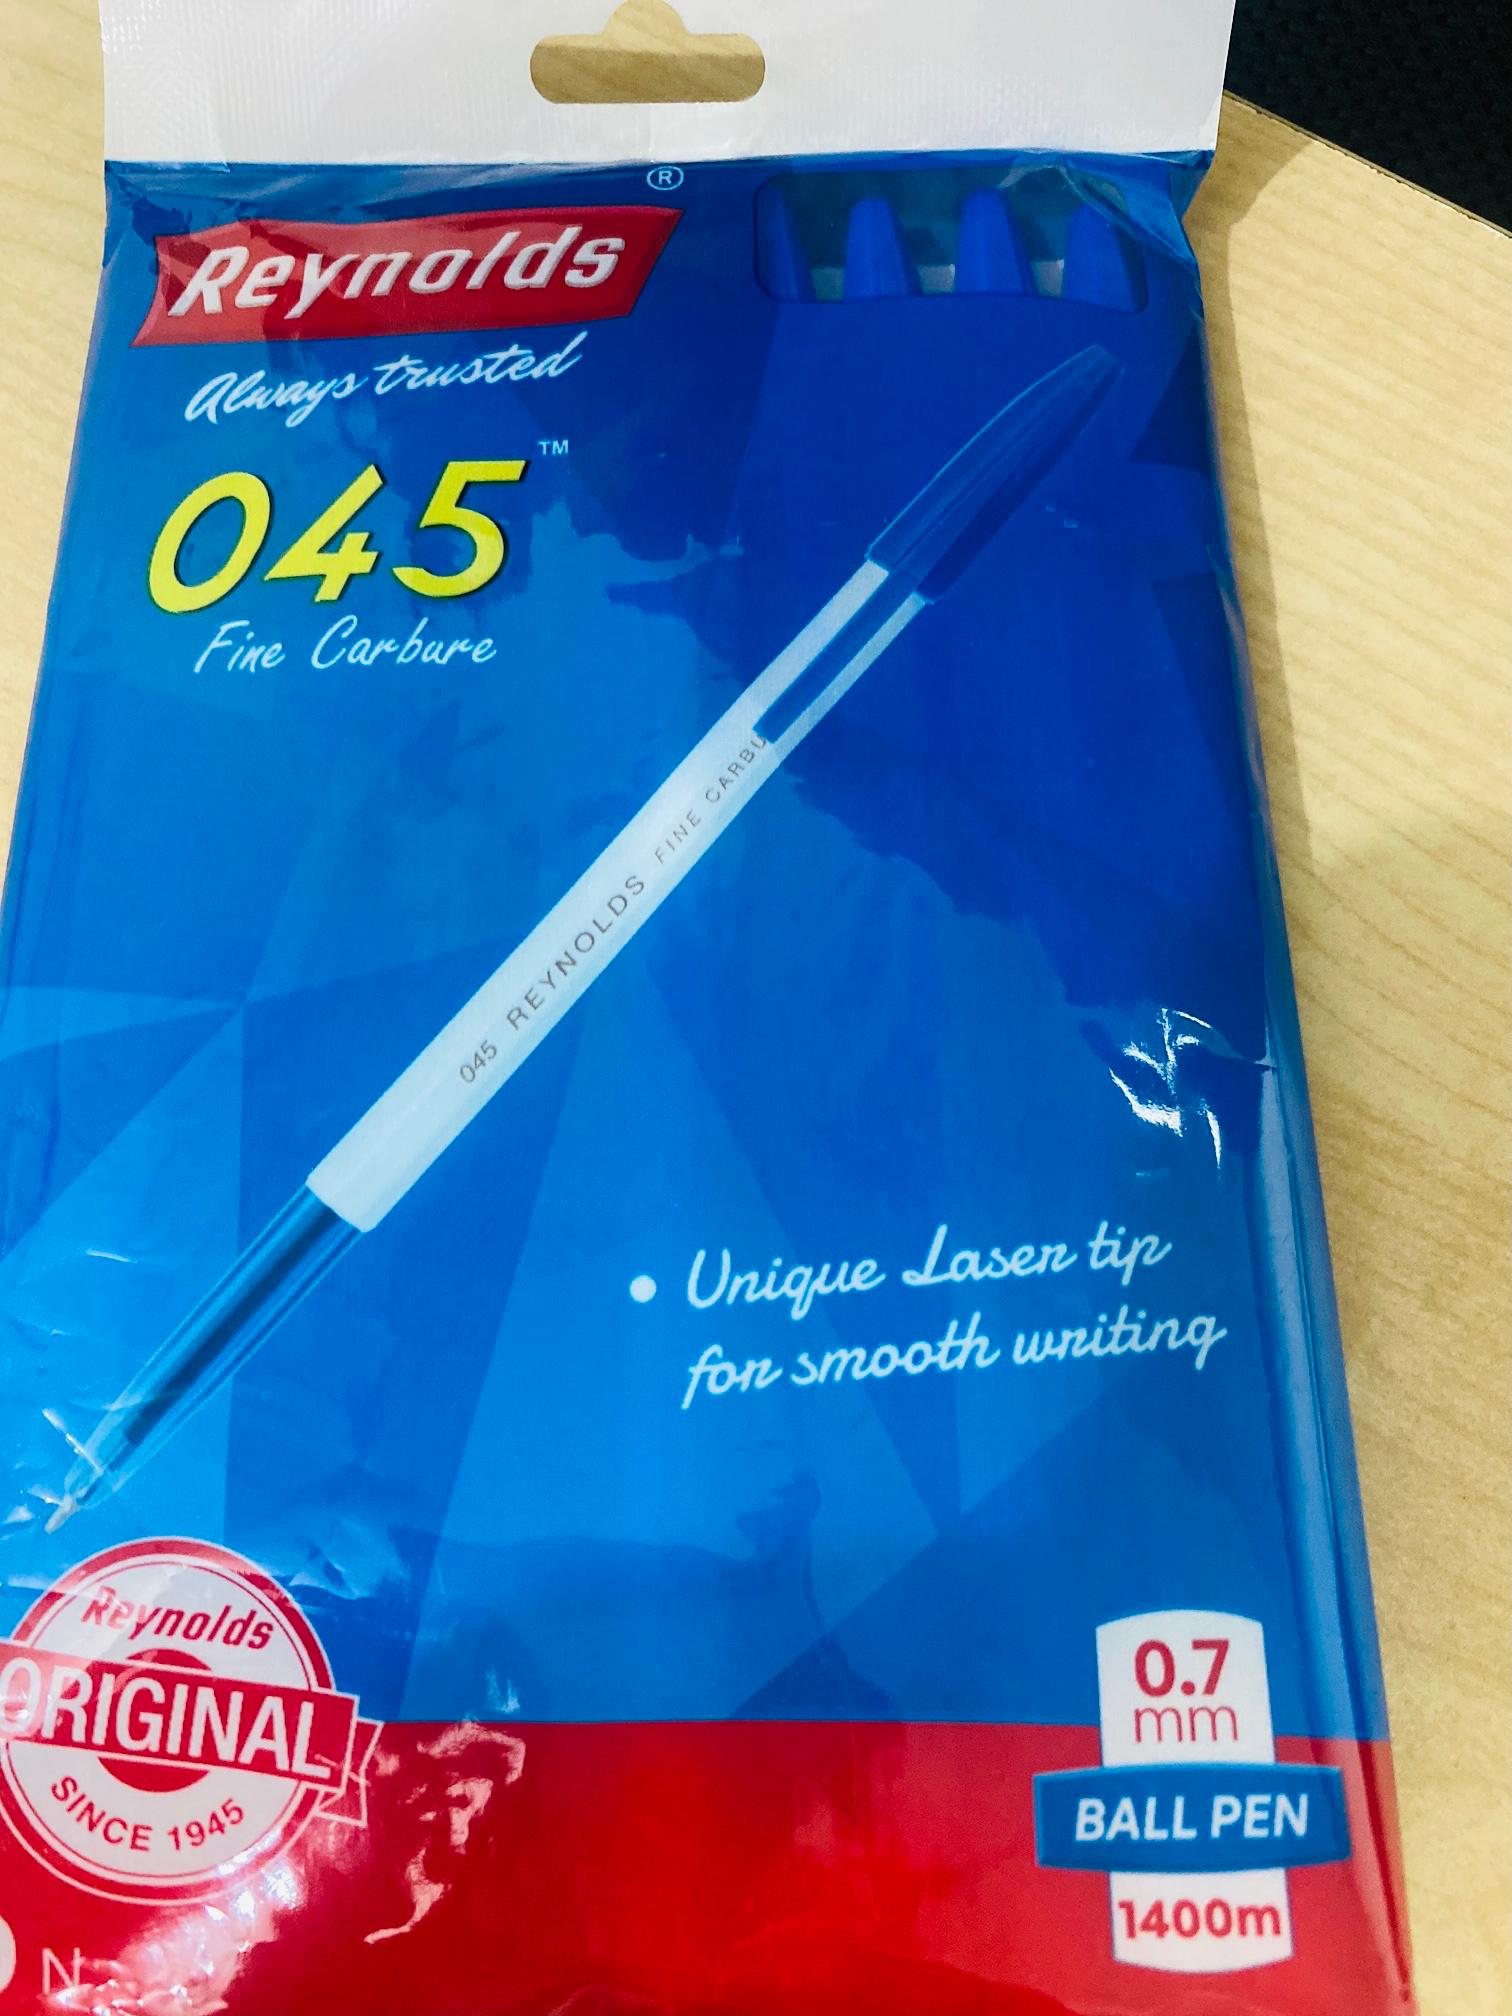 Reynolds®
Always trusted
045™
Fine Carbure
045 REYNOLDS FINE CARBU
• Unique Laser tip
for smooth writing
Reynolds
ORIGINAL
SINCE 1945
0.7
mm
BALL PEN
1400m
N